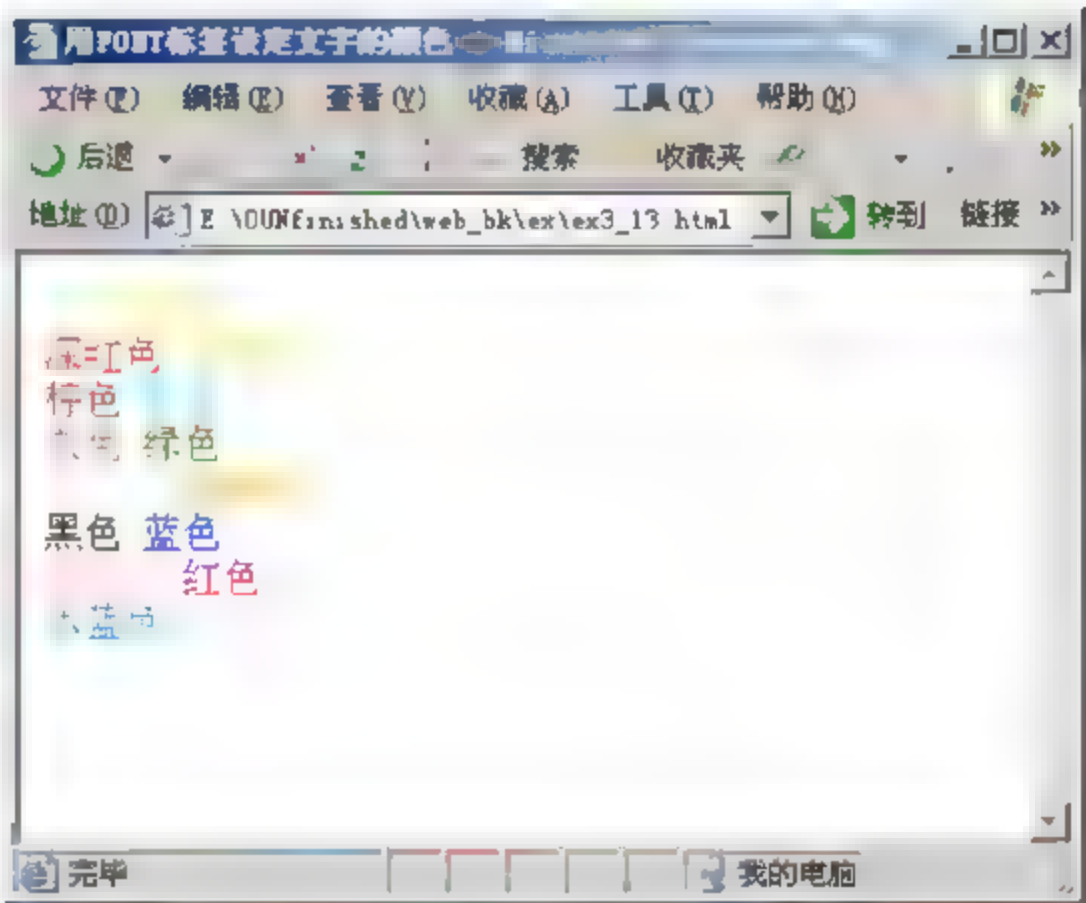 用FONT标签设定文字的颜色
文件(F) 编辑(E) 查看(V) 收藏(A) 工具(T) 帮助(H)
后退 搜索 收藏夹
地址(D) \OUNfinished\web_bk\ex\ex3_13 html 转到 链接
红色
棕色
绿色
黑色 蓝色
红色
蓝
完毕 我的电脑